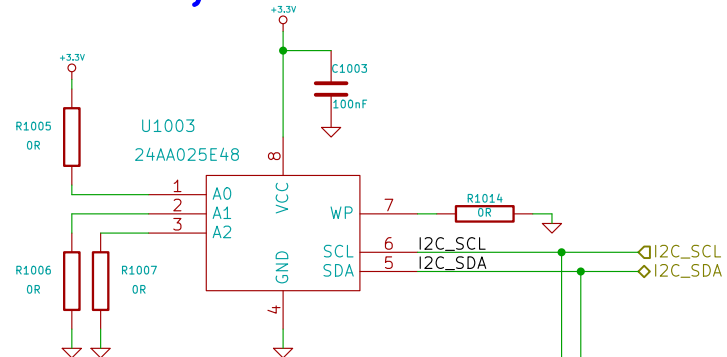 +3.3V
+3.3V
C1003
100nF
R1005
0R
U1003
24AA025E48
8
1
A0
VCC
2
A1
WP
7
R1014
0R
3
A2
SCL
6
I2C_SCL
I2C_SCL
GND
SDA
5
I2C_SDA
I2C_SDA
R1006
0R
R1007
0R
4